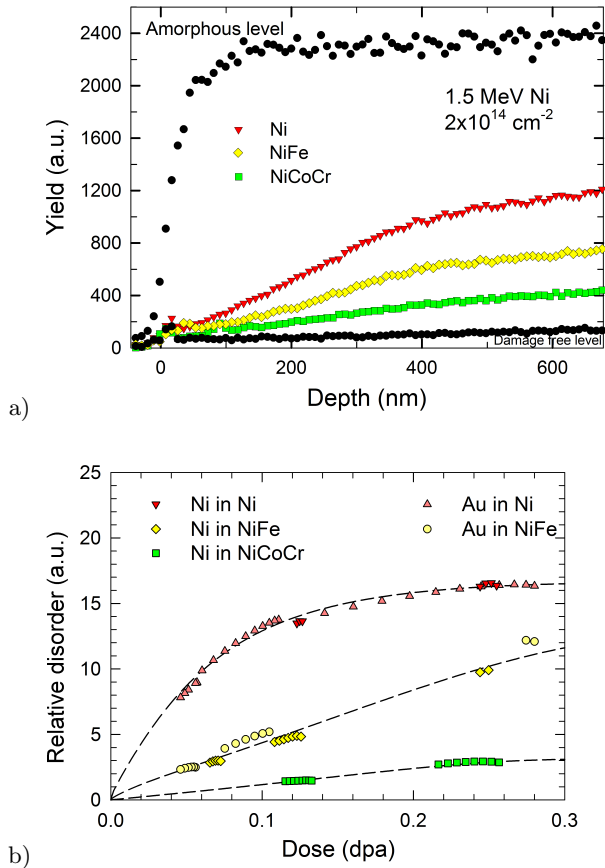 Amorphous level
1.5 MeV Ni
2x10¹⁴ cm⁻²
Ni
NiFe
NiCoCr
Damage free level
Yield (a.u.)
2400
2000
1600
1200
800
400
0
0
200
400
600
Depth (nm)
a)
Ni in Ni
Ni in NiFe
Ni in NiCoCr
Au in Ni
Au in NiFe
Relative disorder (a.u.)
25
20
15
10
5
0
0.0
0.1
0.2
0.3
Dose (dpa)
b)